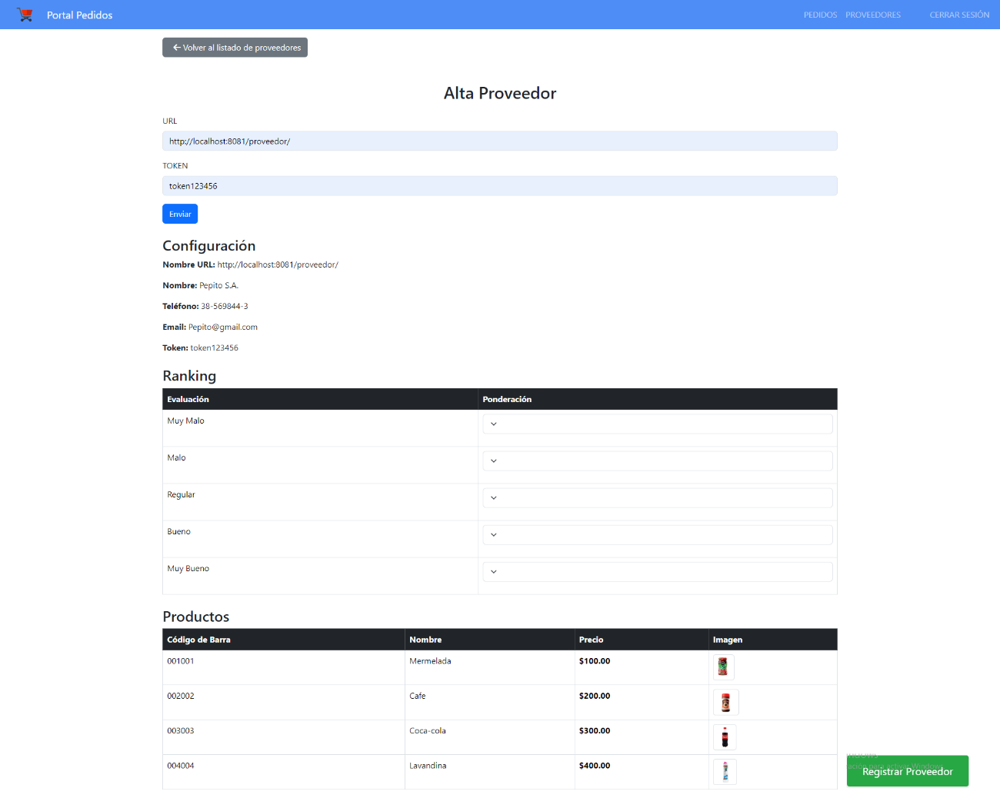 Portal Pedidos
PEDIDOS PROVEEDORES CERRAR SESIÓN
Volver al listado de proveedores
Alta Proveedor
URL
http://localhost:8081/proveedor/
TOKEN
token123456
Enviar
Configuración
Nombre URL: http://localhost:8081/proveedor/
Nombre: Pepito S.A.
Teléfono: 38-569844-3
Email: Pepito@gmail.com
Token: token123456
Ranking
Evaluación Ponderación
Muy Malo
Malo
Regular
Bueno
Muy Bueno
Productos
Código de Barra Nombre Precio Imagen
001001 Mermelada $100.00
002002 Cafe $200.00
003003 Coca-cola $300.00
004004 Lavandina $400.00
Registrar Proveedor